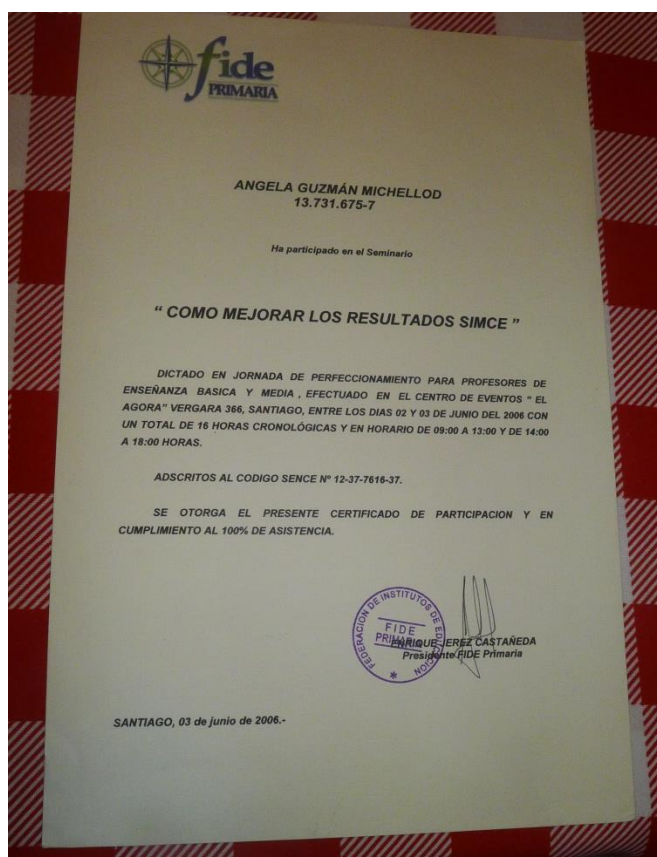 fide
PRIMARIA
ANGELA GUZMÁN MICHELLOD
13.731.675-7
Ha participado en el Seminario
“ COMO MEJORAR LOS RESULTADOS SIMCE ”
DICTADO EN JORNADA DE PERFECCIONAMIENTO PARA PROFESORES DE
ENSEÑANZA BASICA Y MEDIA , EFECTUADO EN EL CENTRO DE EVENTOS “ EL
AGORA” VERGARA 366, SANTIAGO, ENTRE LOS DIAS 02 Y 03 DE JUNIO DEL 2006 CON
UN TOTAL DE 16 HORAS CRONOLÓGICAS Y EN HORARIO DE 09:00 A 13:00 Y DE 14:00
A 18:00 HORAS.
ADSCRITOS AL CODIGO SENCE Nº 12-37-7616-37.
SE OTORGA EL PRESENTE CERTIFICADO DE PARTICIPACION Y EN
CUMPLIMIENTO AL 100% DE ASISTENCIA.
FEDERACION DE INSTITUTOS DE EDUCACION
FIDE
PRIMARIA
ENRIQUE JEREZ CASTAÑEDA
Presidente FIDE Primaria
SANTIAGO, 03 de junio de 2006.-